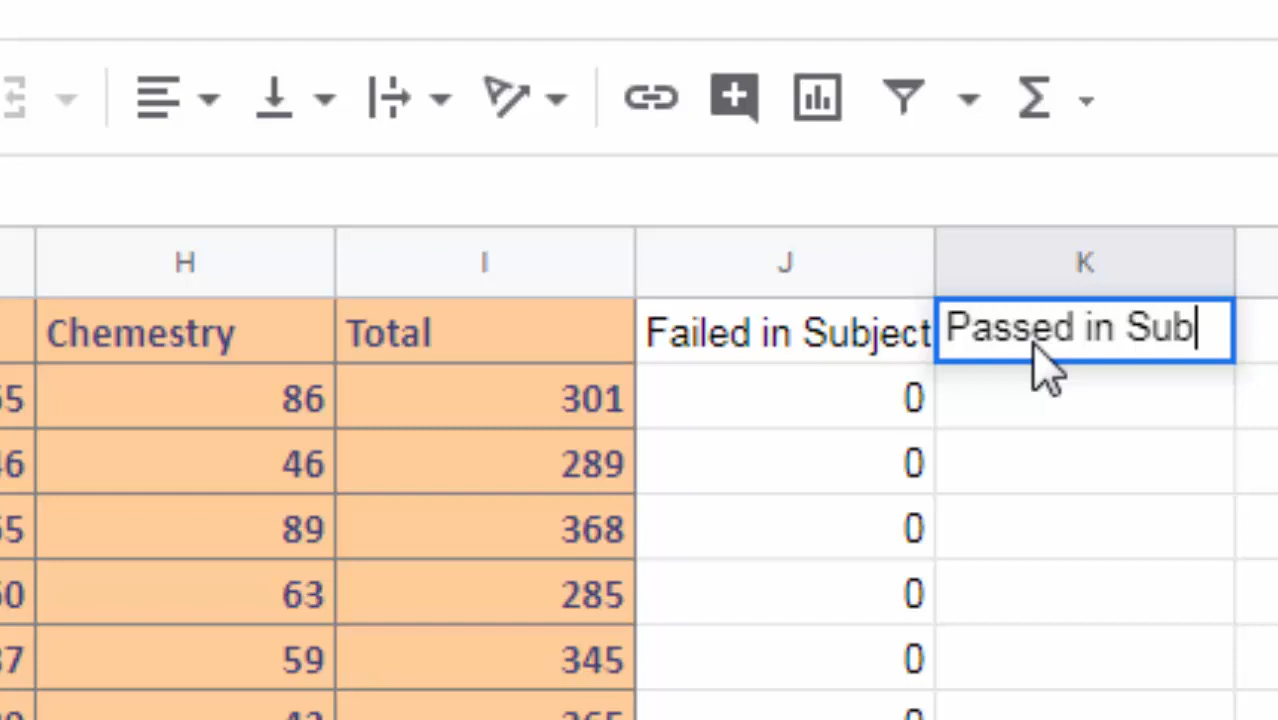 H I J K
Chemestry Total Failed in Subject Passed in Sub
86 301 0
46 289 0
89 368 0
63 285 0
59 345 0